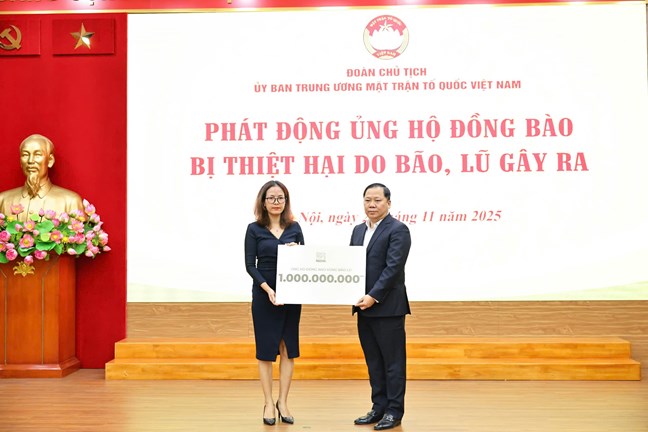 ĐOÀN CHỦ TỊCH
ỦY BAN TRUNG ƯƠNG MẶT TRẬN TỔ QUỐC VIỆT NAM
PHÁT ĐỘNG ỦNG HỘ ĐỒNG BÀO
BỊ THIỆT HẠI DO BÃO, LŨ GÂY RA
Nội, ngày
áng 11 năm 2025
1.000.000.000